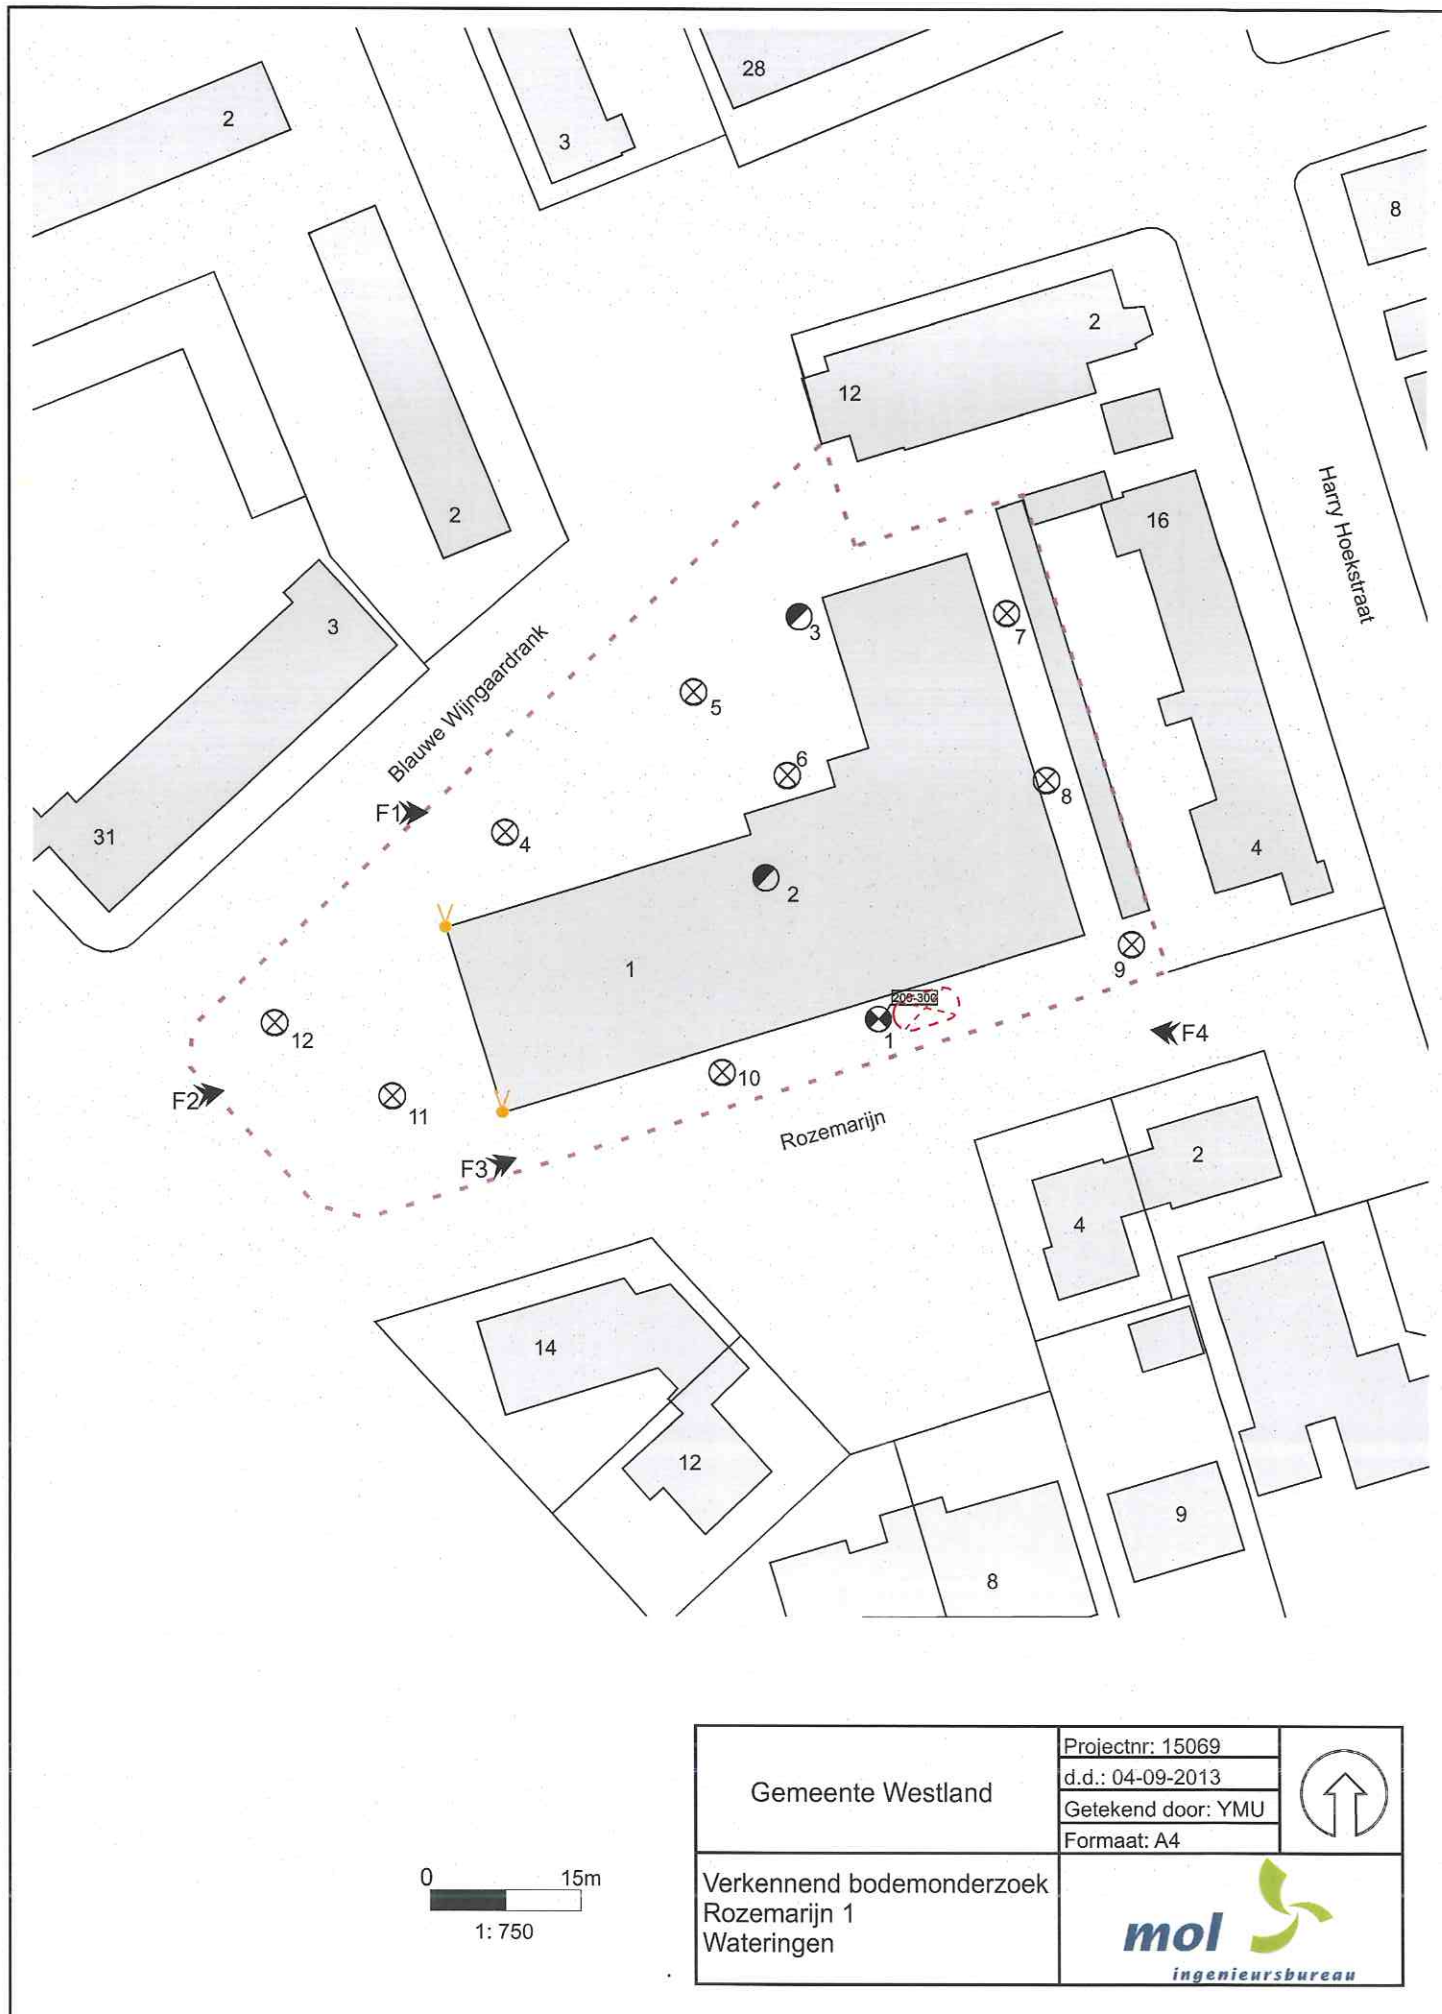 28
2
3
8
2
12
2
16
Harry Hoekstraat
3
3
7
Blauwe Wijngaardrank
5
6
8
F1
31
4
4
2
1
9
200-300
12
1
F4
10
F2
11
Rozemarijn
F3
2
4
14
12
9
8
Gemeente Westland
Projectnr: 15069
d.d.: 04-09-2013
Getekend door: YMU
Formaat: A4
0 15m
1: 750
Verkennend bodemonderzoek
Rozemarijn 1
Wateringen
mol
ingenieursbureau